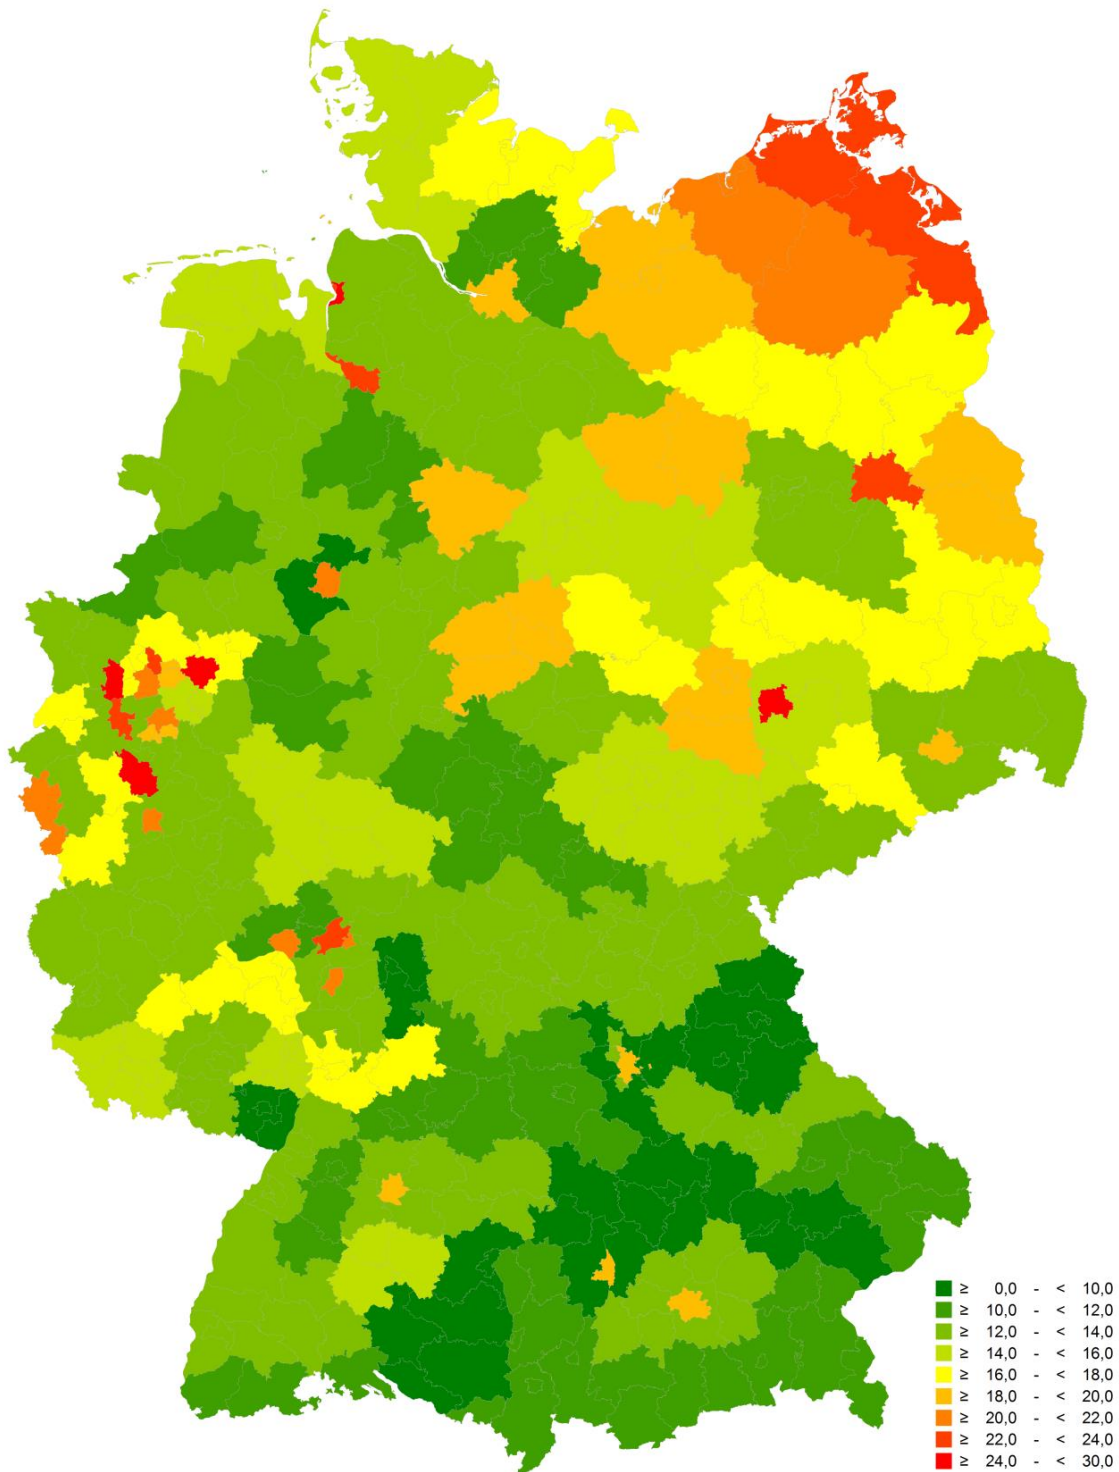 ≥ 0,0 - < 10,0
≥ 10,0 - < 12,0
≥ 12,0 - < 14,0
≥ 14,0 - < 16,0
≥ 16,0 - < 18,0
≥ 18,0 - < 20,0
≥ 20,0 - < 22,0
≥ 22,0 - < 24,0
≥ 24,0 - < 30,0